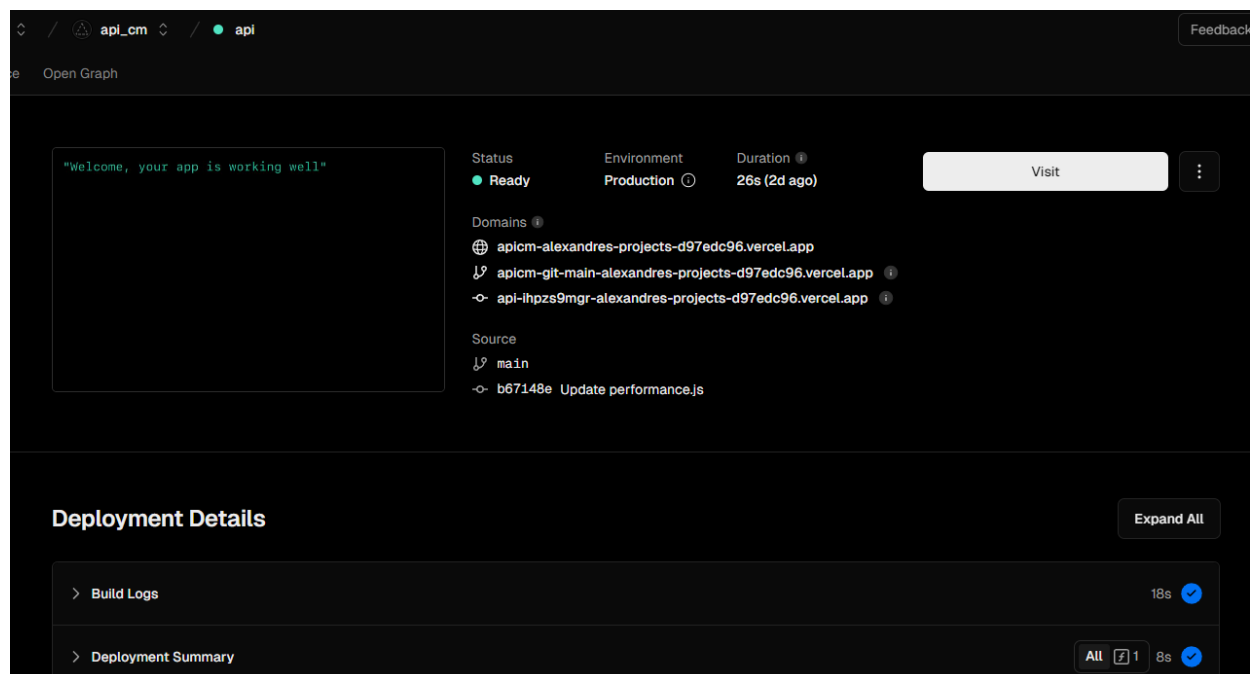 api_cm api Feedback
ce Open Graph
"Welcome, your app is working well"
Status Environment Duration
Ready Production 26s (2d ago)
Visit
Domains
apicm-alexandres-projects-d97edc96.vercel.app
apicm-git-main-alexandres-projects-d97edc96.vercel.app
api-ihpzs9mgr-alexandres-projects-d97edc96.vercel.app
Source
main
b67148e Update performance.js
Deployment Details
Expand All
Build Logs 18s
Deployment Summary All 1 8s